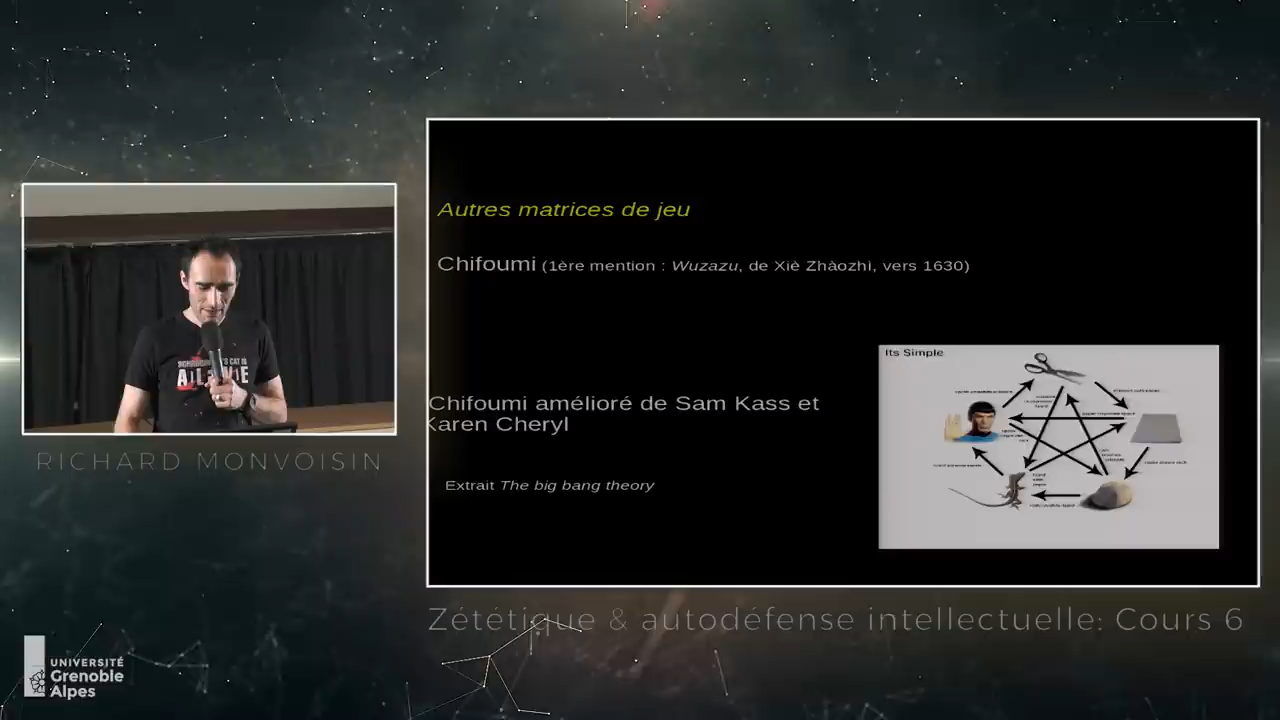 Autres matrices de jeu
Chifoumi (1ère mention : Wuzazu, de Xiè Zhàozhì, vers 1630)
Its Simple
Chifoumi amélioré de Sam Kass et
Karen Cheryl
Extrait The big bang theory
CAT IS
RICHARD MONVOISIN
Zététique & autodéfense intellectuelle: Cours 6
UNIVERSITÉ
Grenoble
Alpes